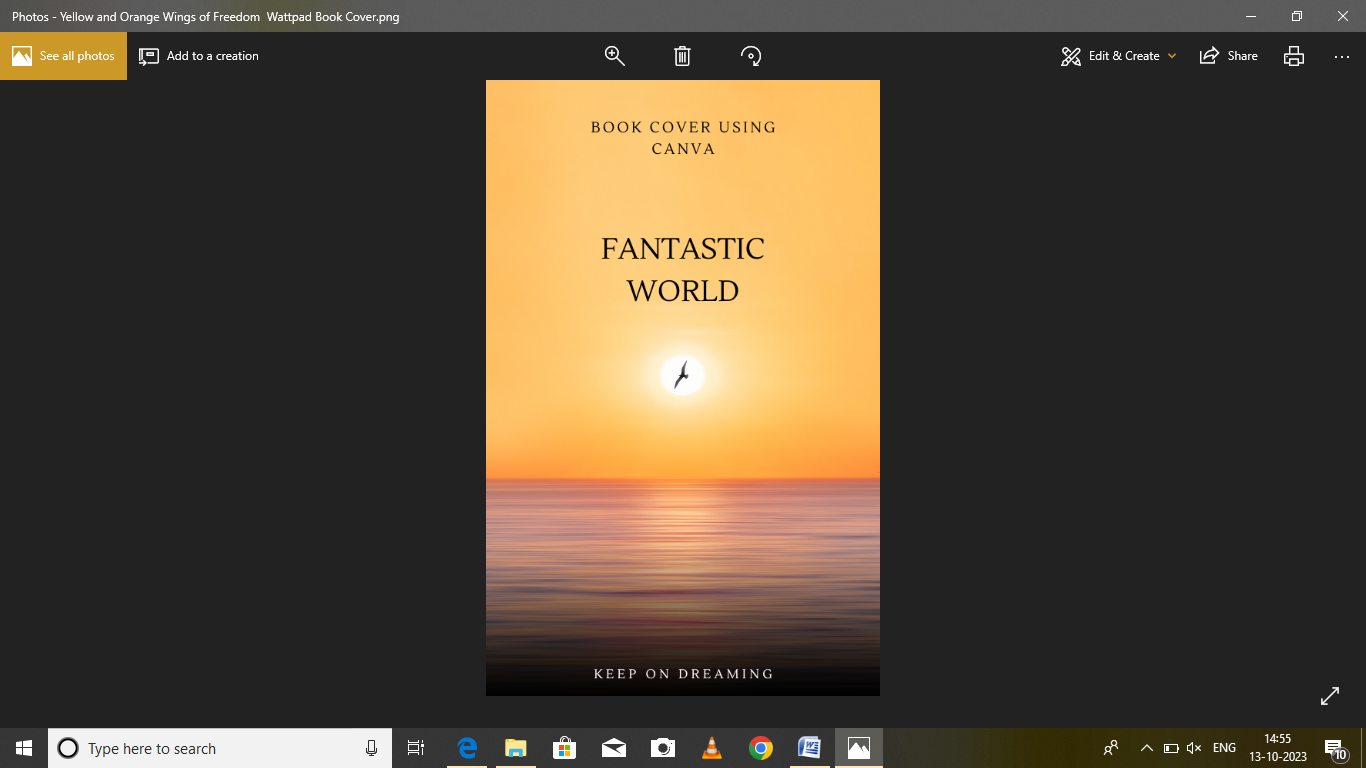 Photos - Yellow and Orange Wings of Freedom  Wattpad Book Cover.png
See all photos
Add to a creation
Edit & Create
Share
BOOK COVER USING
CANVA
FANTASTIC
WORLD
KEEP ON DREAMING
Type here to search
ENG
14:55
13-10-2023
10